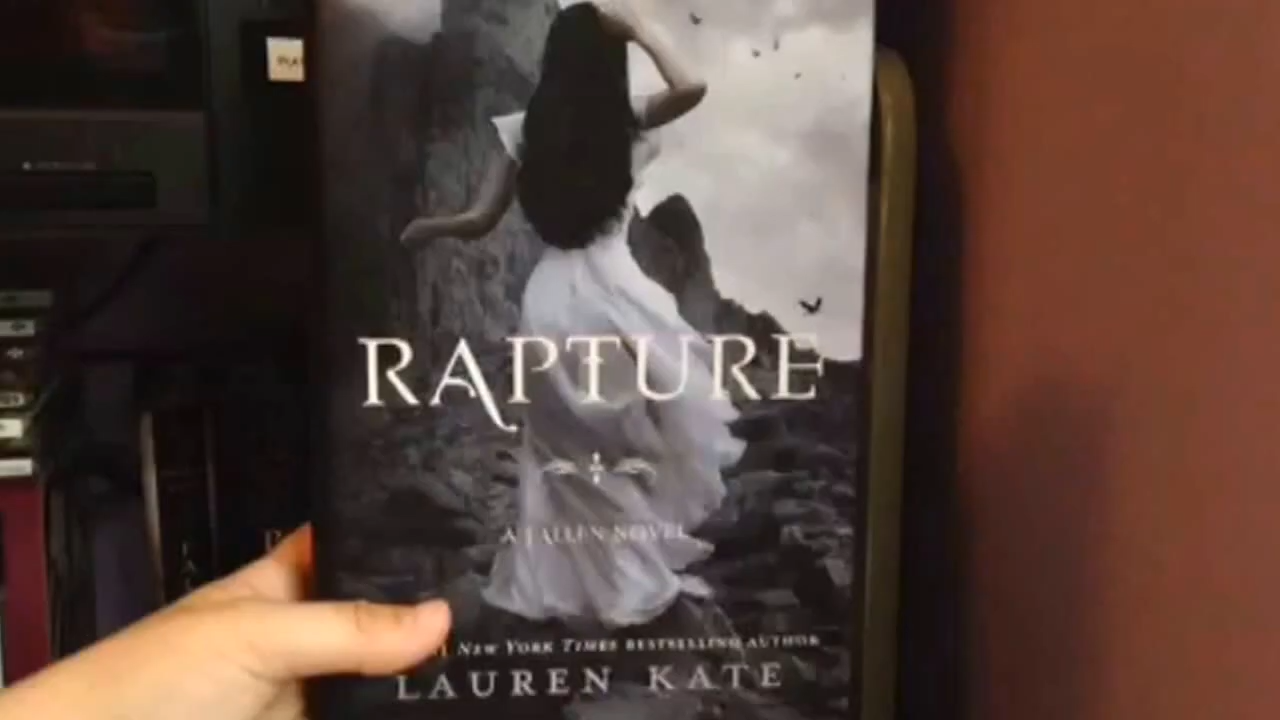 RAPTURE
A FALLEN NOVEL
NEW YORK TIMES BESTSELLING AUTHOR
LAUREN KATE